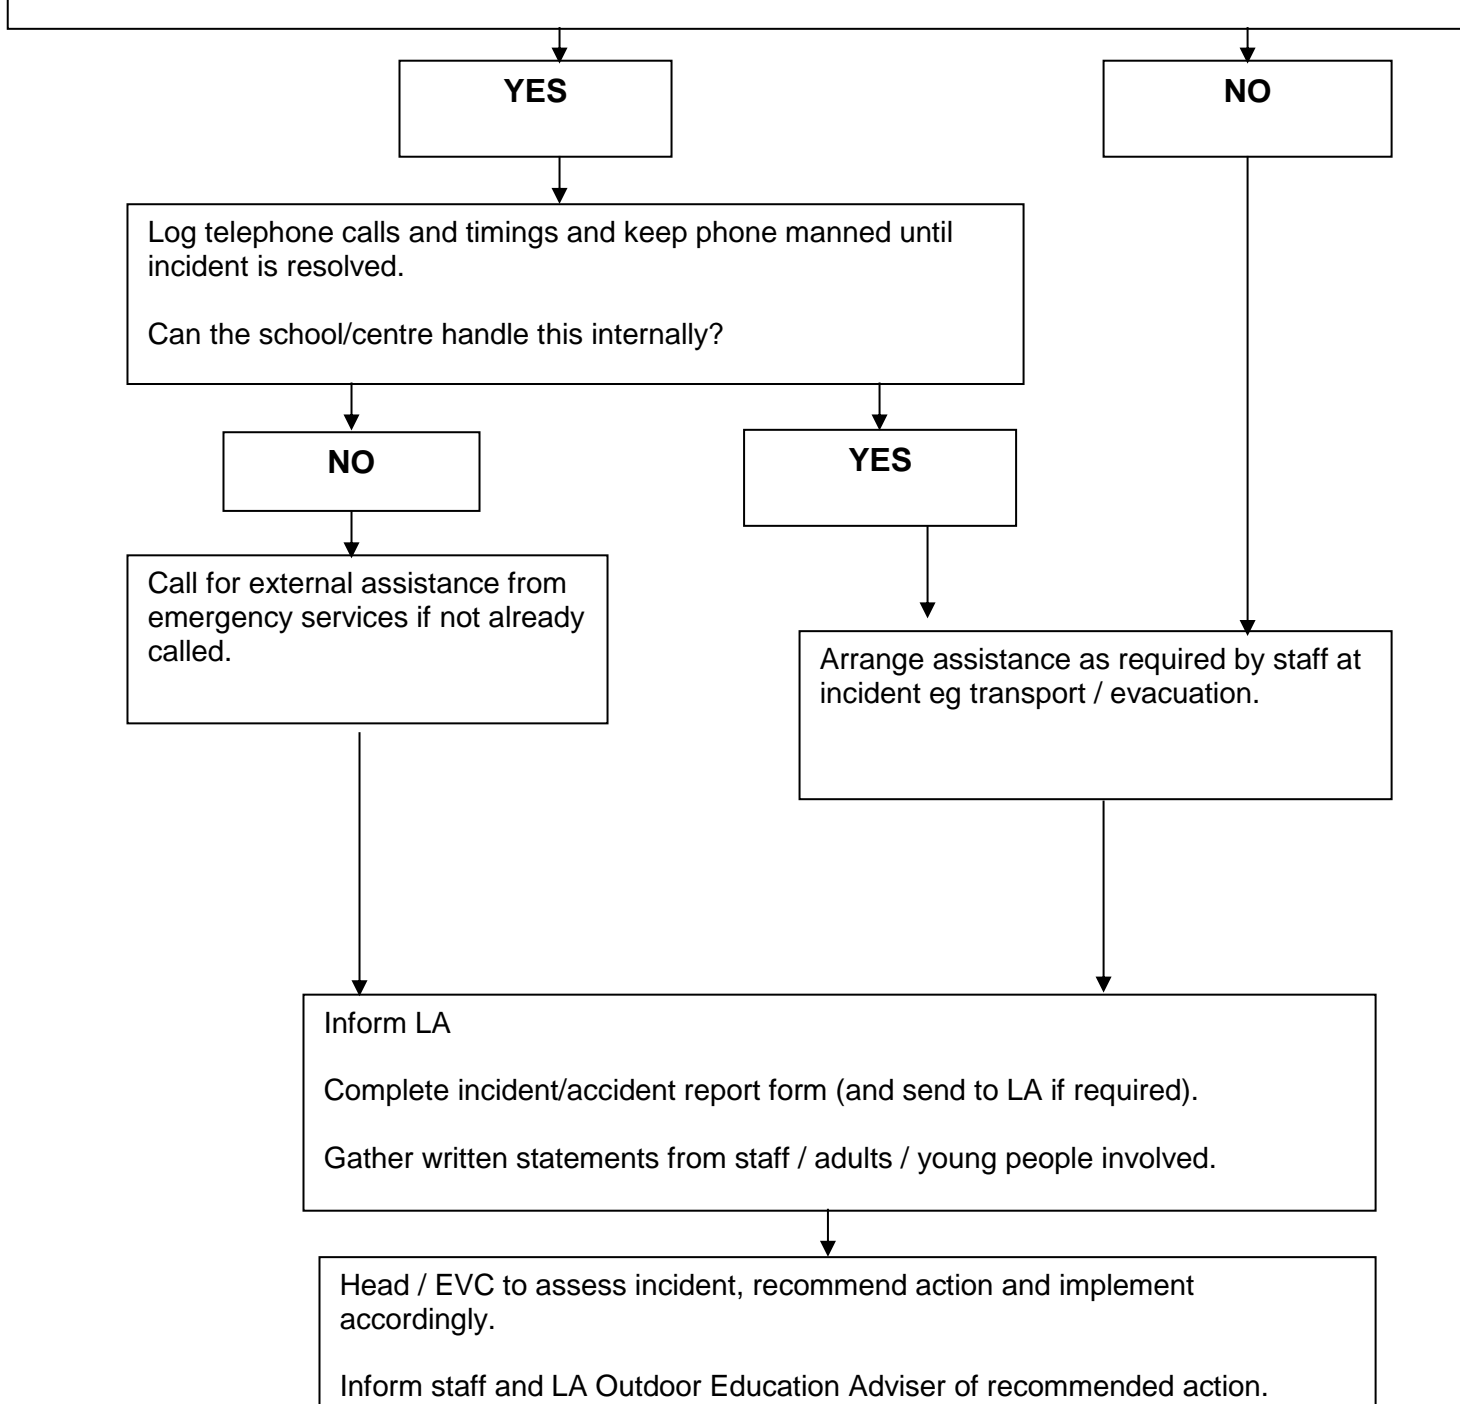 YES
NO
Log telephone calls and timings and keep phone manned until
incident is resolved.
Can the school/centre handle this internally?
NO
YES
Call for external assistance from
emergency services if not already
called.
Arrange assistance as required by staff at
incident eg transport / evacuation.
Inform LA
Complete incident/accident report form (and send to LA if required).
Gather written statements from staff / adults / young people involved.
Head / EVC to assess incident, recommend action and implement
accordingly.
Inform staff and LA Outdoor Education Adviser of recommended action.